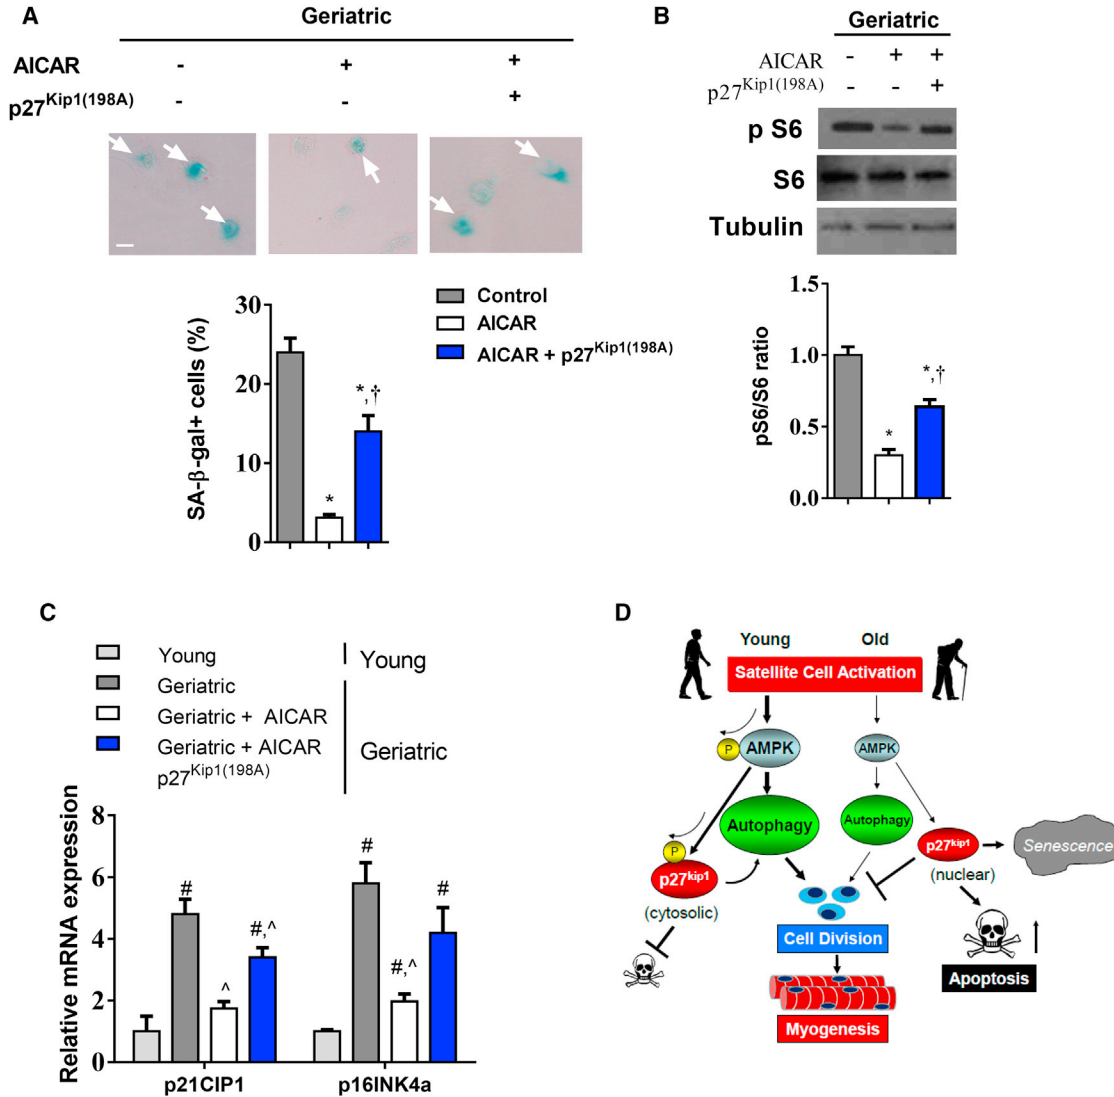 A
Geriatric
AICAR - + +
p27Kip1(198A) - - +
30
20
10
0
SA-β-gal+ cells (%)
*
*,†
Control
AICAR
AICAR + p27Kip1(198A)
B
Geriatric
AICAR - + +
p27Kip1(198A) - - +
p S6
S6
Tubulin
1.5
1.0
0.5
0.0
pS6/S6 ratio
*
*,†
C
Young
Geriatric
Geriatric + AICAR
Geriatric + AICAR
p27Kip1(198A)
Young
Geriatric
8
6
4
2
0
Relative mRNA expression
#
^
#,^
#
#,^
#
p21CIP1 p16INK4a
D
Young Old
Satellite Cell Activation
P AMPK AMPK
Autophagy Autophagy
P
p27kip1
(cytosolic)
p27kip1
(nuclear)
Senescence
Cell Division
Apoptosis
Myogenesis